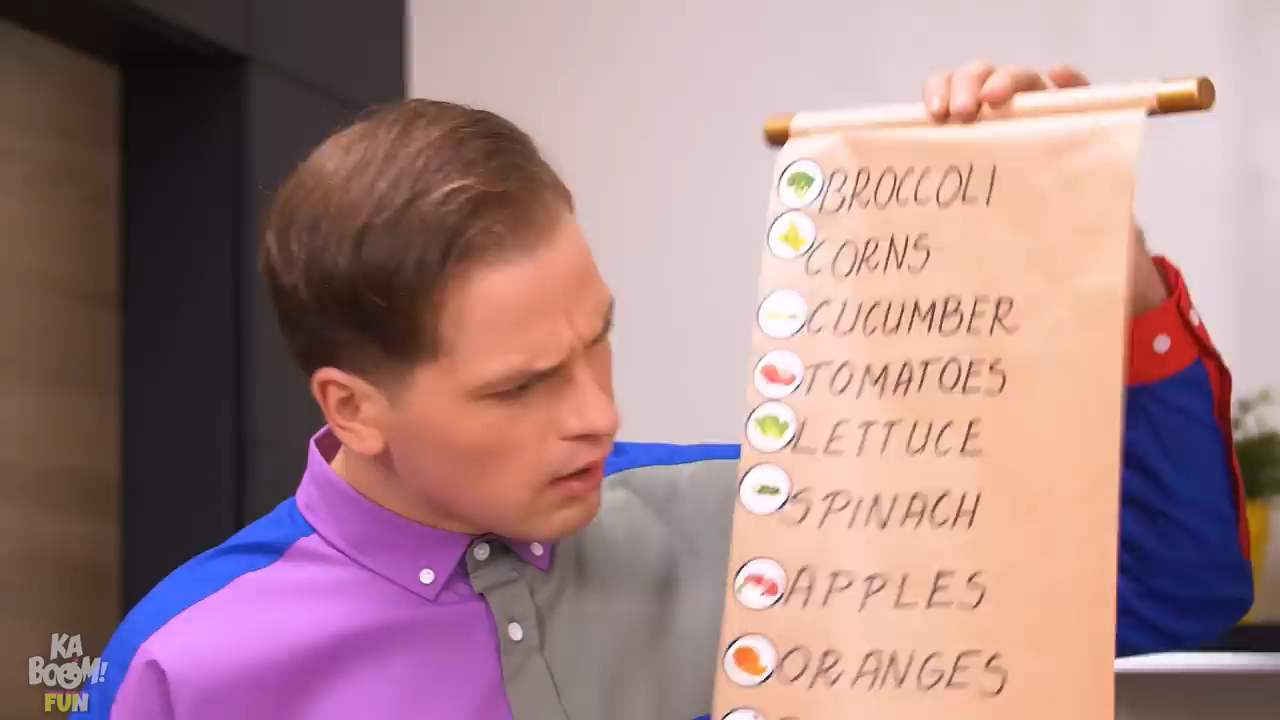 BROCCOLI
CORNS
CUCUMBER
TOMATOES
LETTUCE
SPINACH
APPLES
ORANGES
KA
BOOM!
FUN